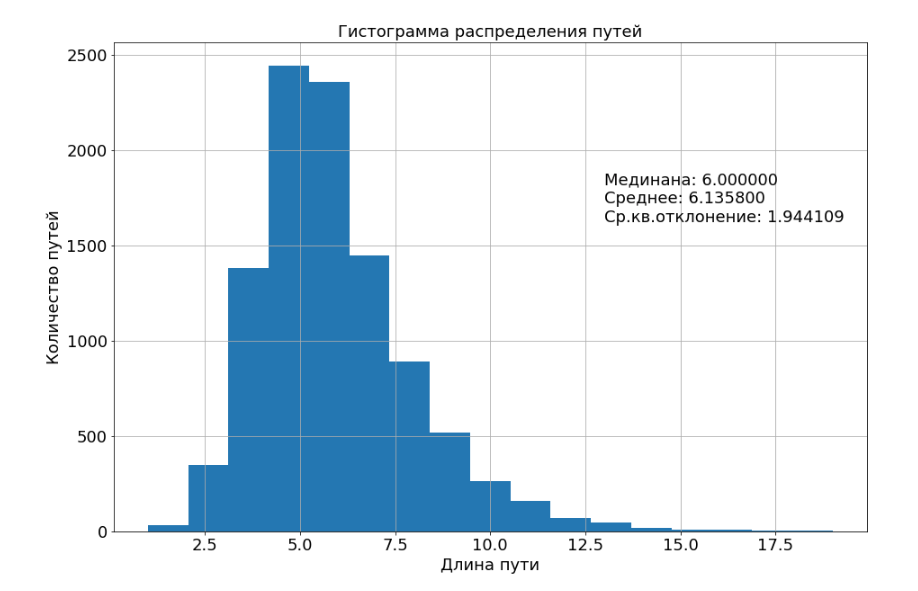 Гистограмма распределения путей
2500
2000
1500
1000
500
0
Количество путей
Мединана: 6.000000
Среднее: 6.135800
Ср.кв.отклонение: 1.944109
2.5 5.0 7.5 10.0 12.5 15.0 17.5
Длина пути